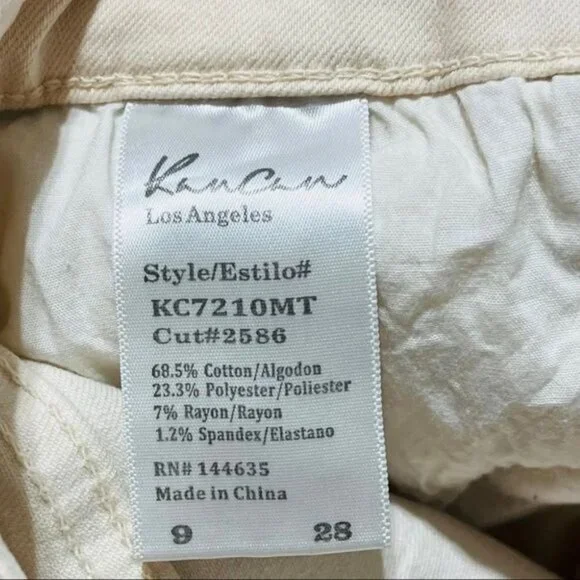 KanCan
Los Angeles
Style/Estilo#
KC7210MT
Cut#2586
68.5% Cotton/Algodon
23.3% Polyester/Poliester
7% Rayon/Rayon
1.2% Spandex/Elastano
RN# 144635
Made in China
9 28